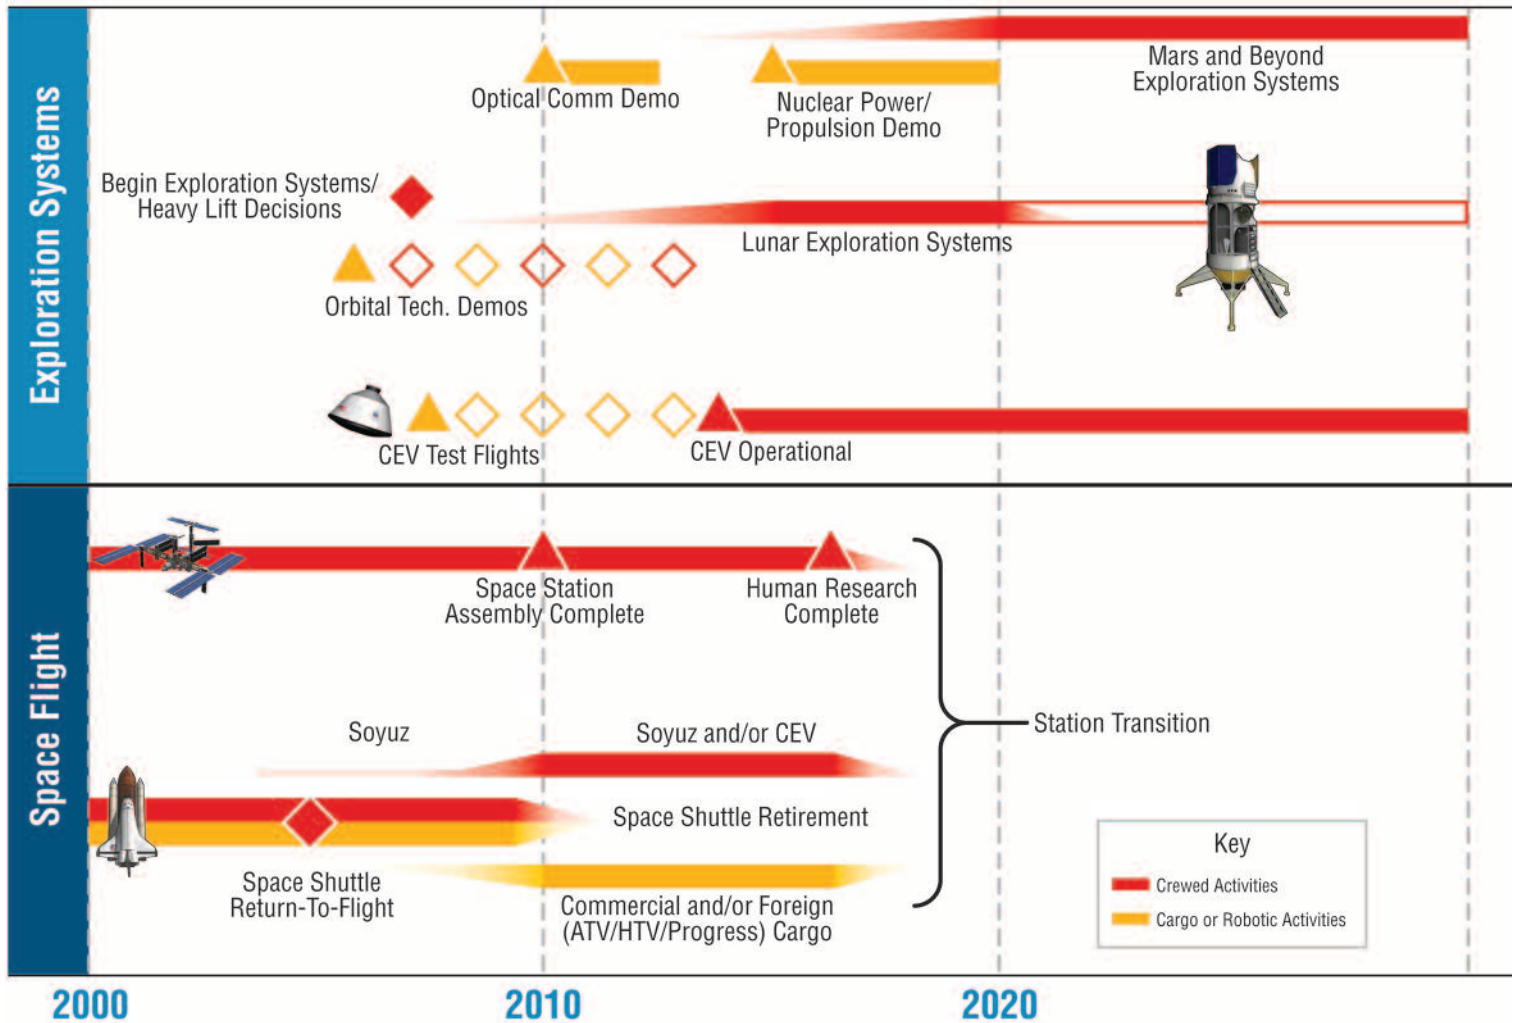 Exploration Systems
Mars and Beyond
Exploration Systems
Optical Comm Demo
Nuclear Power/
Propulsion Demo
Begin Exploration Systems/
Heavy Lift Decisions
Lunar Exploration Systems
Orbital Tech. Demos
CEV Test Flights
CEV Operational
Space Flight
Space Station
Assembly Complete
Human Research
Complete
Soyuz
Soyuz and/or CEV
Station Transition
Space Shuttle Retirement
Space Shuttle
Return-To-Flight
Commercial and/or Foreign
(ATV/HTV/Progress) Cargo
Key
Crewed Activities
Cargo or Robotic Activities
2000
2010
2020